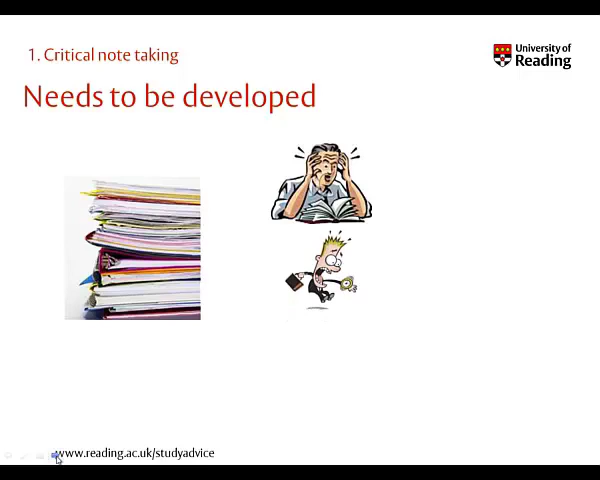 1. Critical note taking
University of
Reading
Needs to be developed
www.reading.ac.uk/studyadvice